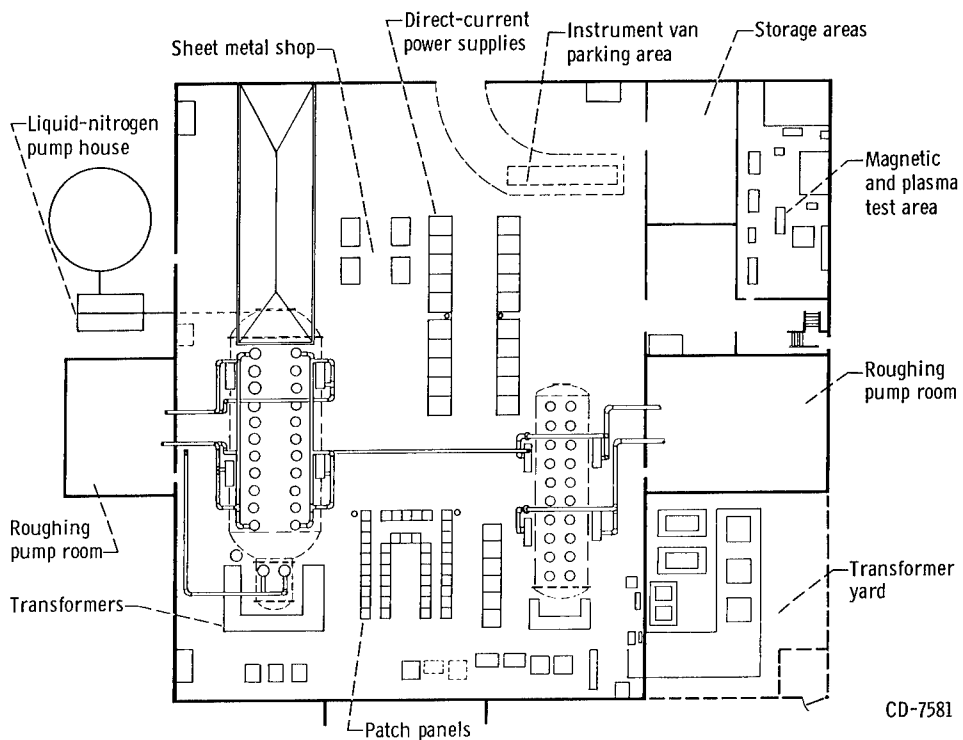 Direct-current
power supplies
Sheet metal shop
Instrument van
parking area
Storage areas
Liquid-nitrogen
pump house
Magnetic
and plasma
test area
Roughing
pump room
Roughing
pump room
Transformers
Transformer
yard
Patch panels
CD-7581